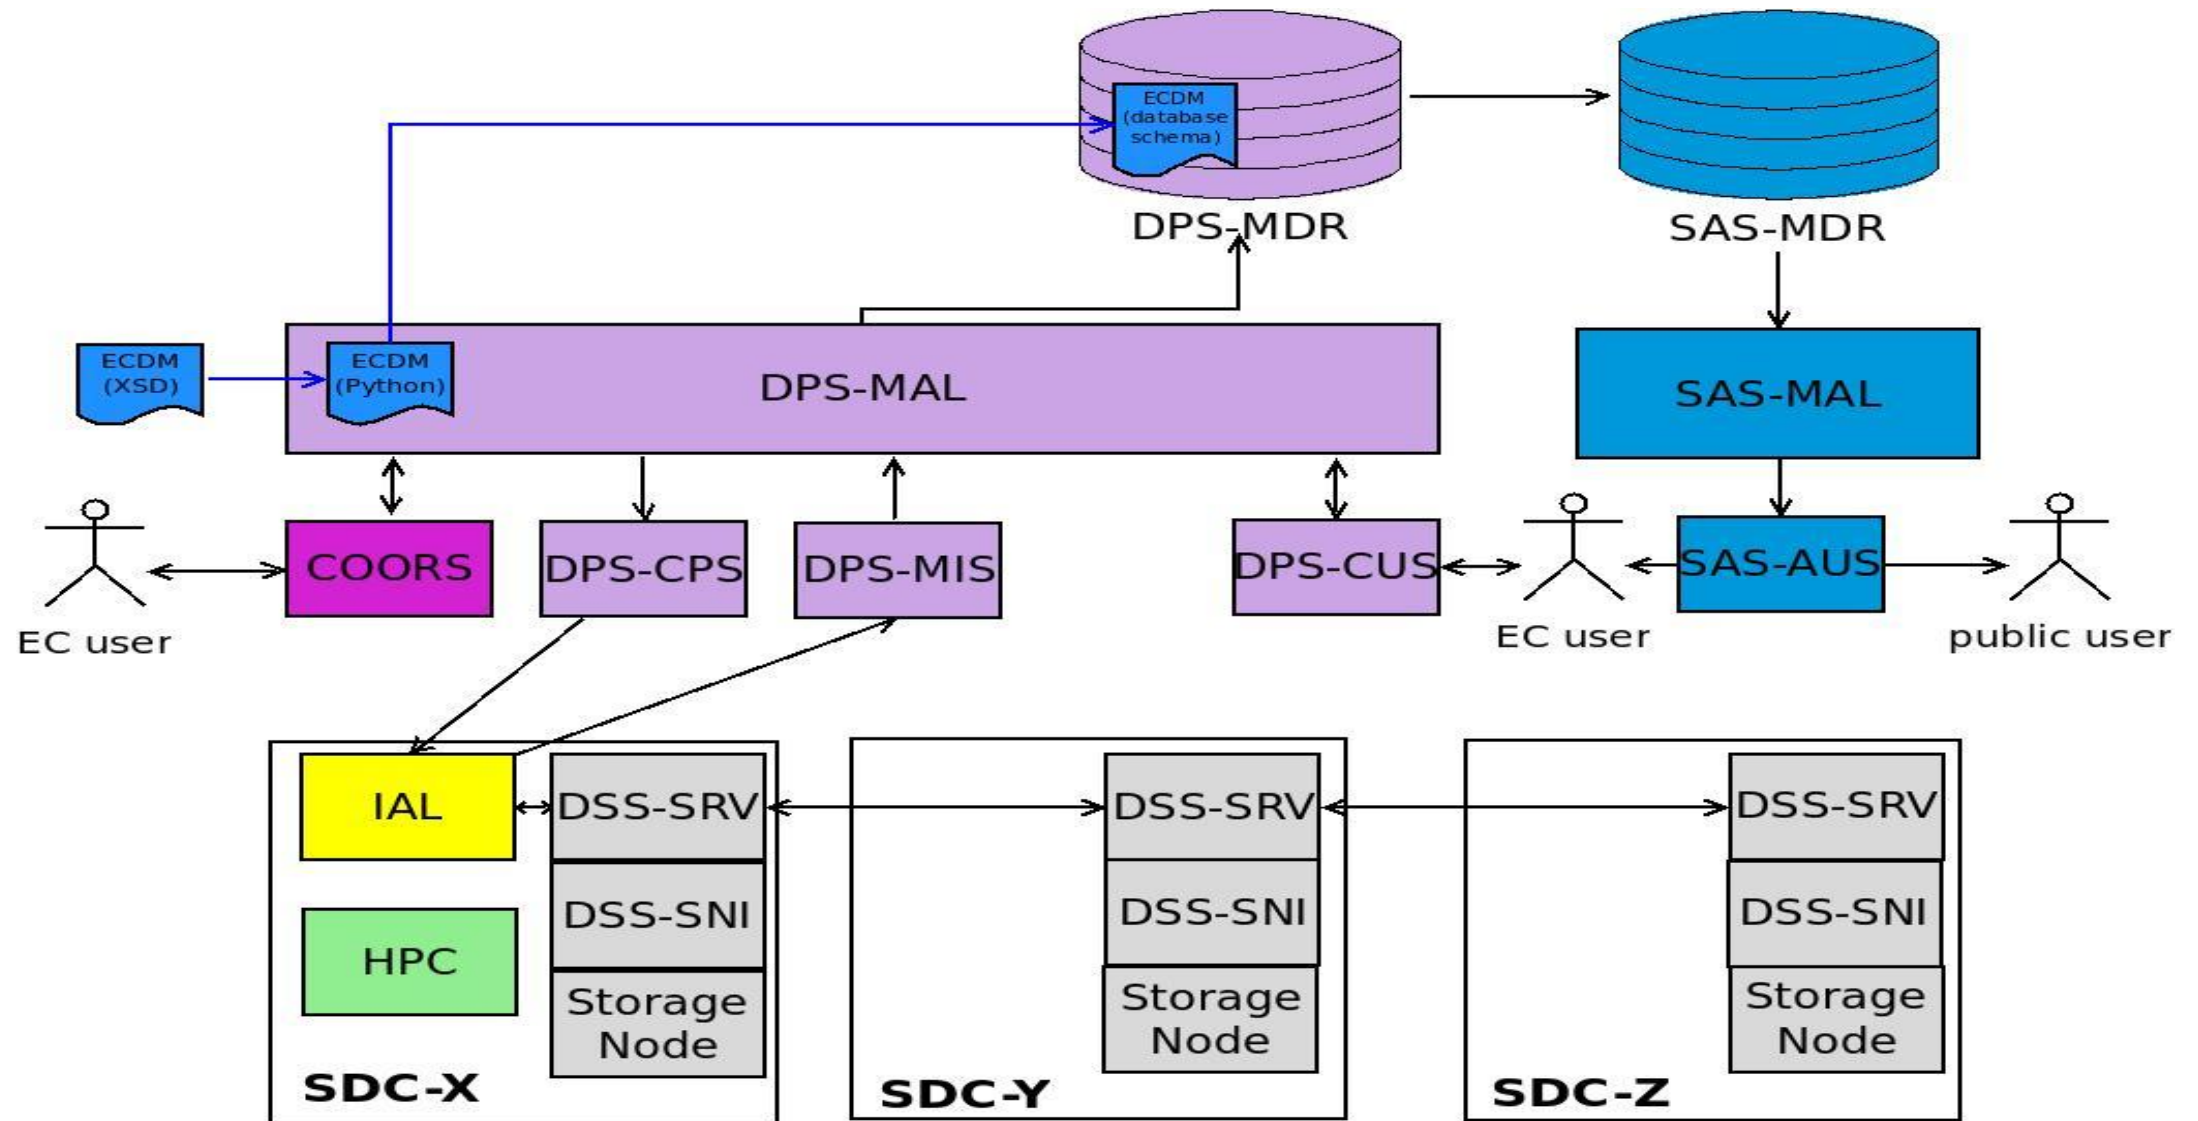 ECDM
(database
schema)
DPS-MDR
SAS-MDR
ECDM
(XSD)
ECDM
(Python)
DPS-MAL
SAS-MAL
COORS
DPS-CPS
DPS-MIS
DPS-CUS
SAS-AUS
EC user
EC user
public user
IAL
DSS-SRV
DSS-SRV
DSS-SRV
HPC
DSS-SNI
DSS-SNI
DSS-SNI
Storage
Node
Storage
Node
Storage
Node
SDC-X
SDC-Y
SDC-Z